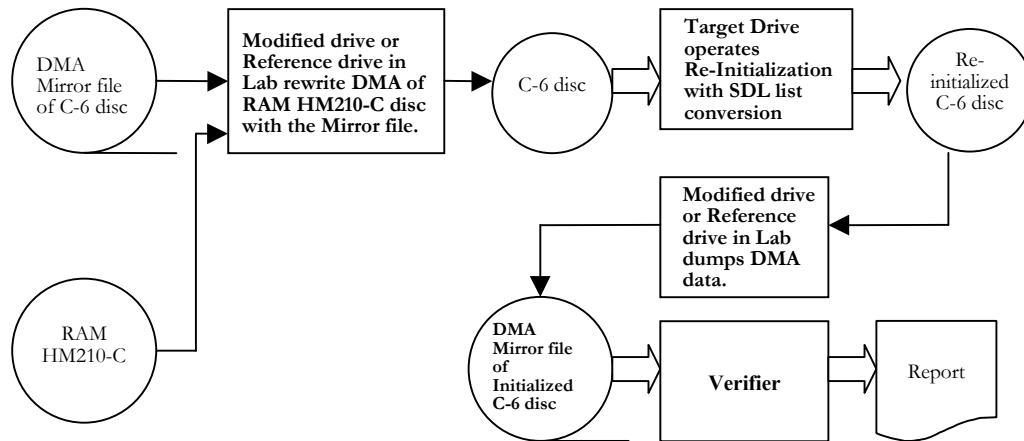 DMA
Mirror file
of C-6 disc
Modified drive or
Reference drive in
Lab rewrite DMA of
RAM HM210-C disc
with the Mirror file.
C-6 disc
Target Drive
operates
Re-Initialization
with SDL list
conversion
Re-
initialized
C-6 disc
Modified drive
or Reference
drive in Lab
dumps DMA
data.
RAM
HM210-C
DMA
Mirror file
of
Initialized
C-6 disc
Verifier
Report